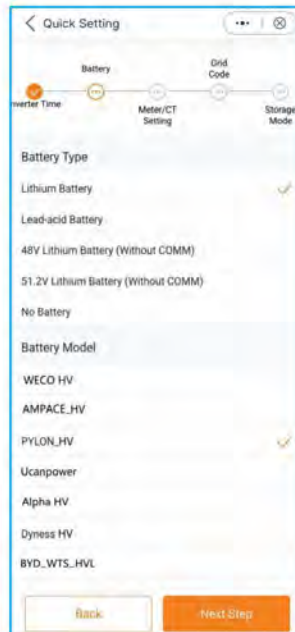 Quick Setting
Battery
Grid
Code
nverter Time
Meter/CT
Setting
Storage
Mode
Battery Type
Lithium Battery
Lead-acid Battery
48V Lithium Battery (Without COMM)
51.2V Lithium Battery (Without COMM)
No Battery
Battery Model
WECO HV
AMPACE_HV
PYLON_HV
Ucanpower
Alpha HV
Dyness HV
BYD_WTS_HVL
Back
Next Step